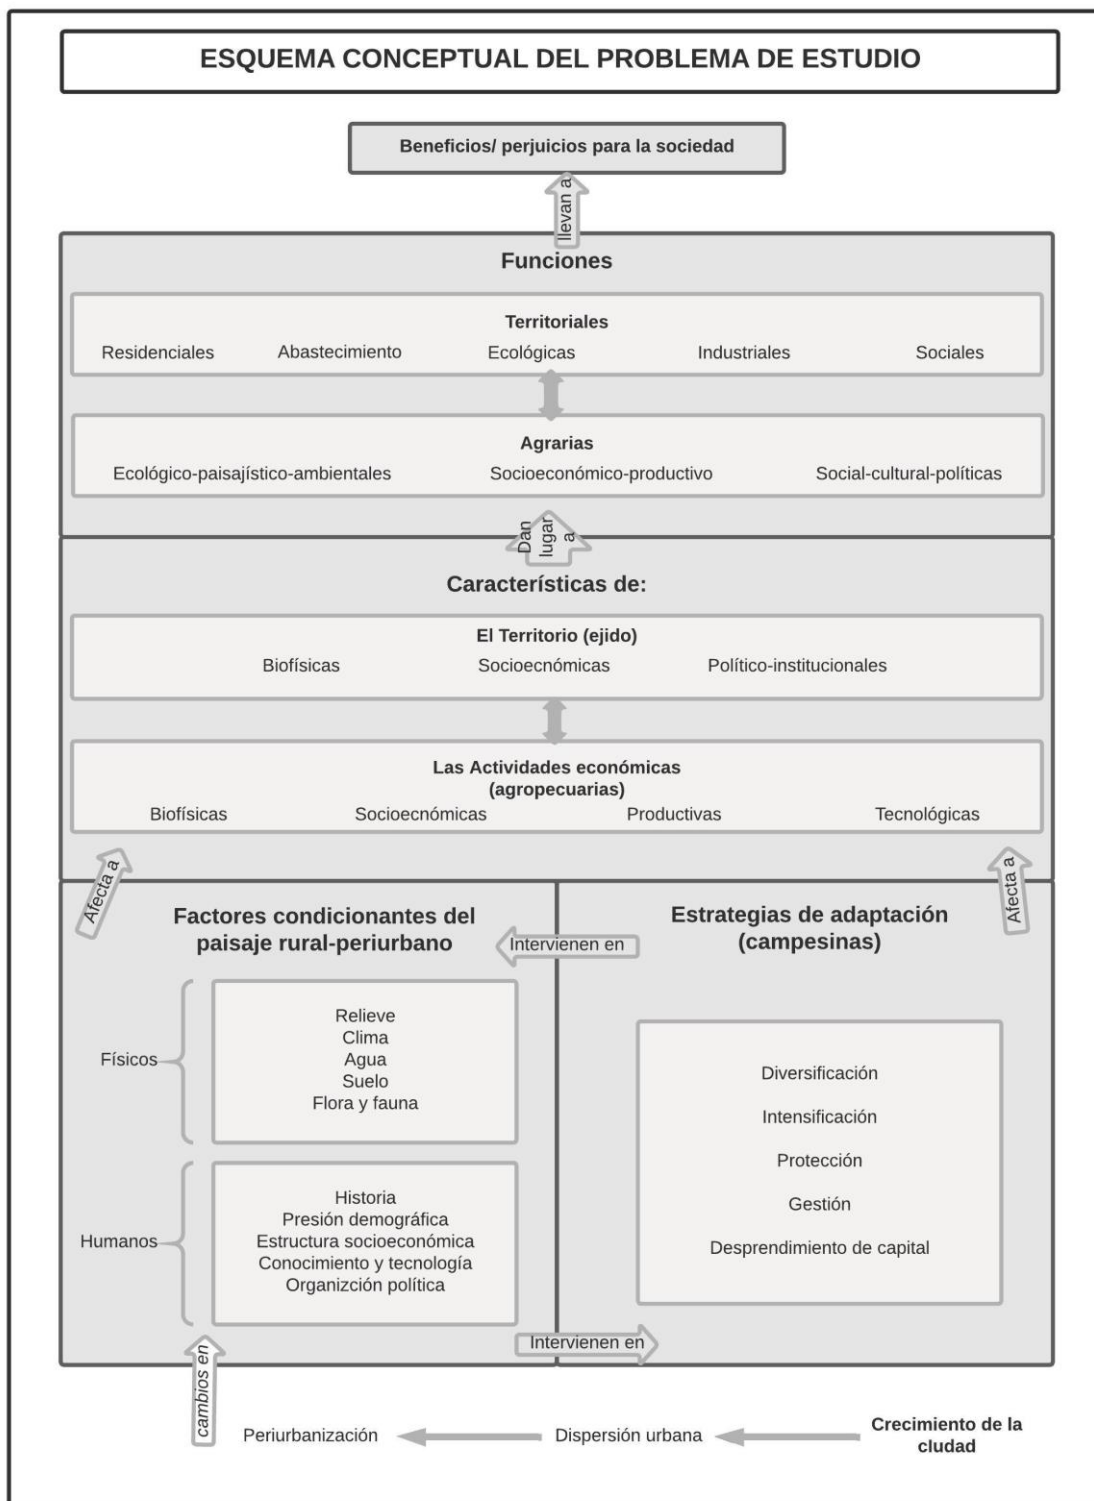 ESQUEMA CONCEPTUAL DEL PROBLEMA DE ESTUDIO
Beneficios/ perjuicios para la sociedad
llevan a
Funciones
Territoriales
Residenciales Abastecimiento Ecológicas Industriales Sociales
Agrarias
Ecológico-paisajístico-ambientales Socioeconómico-productivo Social-cultural-políticas
Dan
lugar
a
Características de:
El Territorio (ejido)
Biofísicas Socioecnómicas Político-institucionales
Las Actividades económicas
(agropecuarias)
Biofísicas Socioecnómicas Productivas Tecnológicas
Afecta a
Afecta a
Factores condicionantes del
paisaje rural-periurbano
Intervienen en
Estrategias de adaptación
(campesinas)
Físicos
Relieve
Clima
Agua
Suelo
Flora y fauna
Humanos
Historia
Presión demográfica
Estructura socioeconómica
Conocimiento y tecnología
Organizción política
Diversificación
Intensificación
Protección
Gestión
Desprendimiento de capital
Intervienen en
cambios en
Periurbanización
Dispersión urbana
Crecimiento de la
cludad